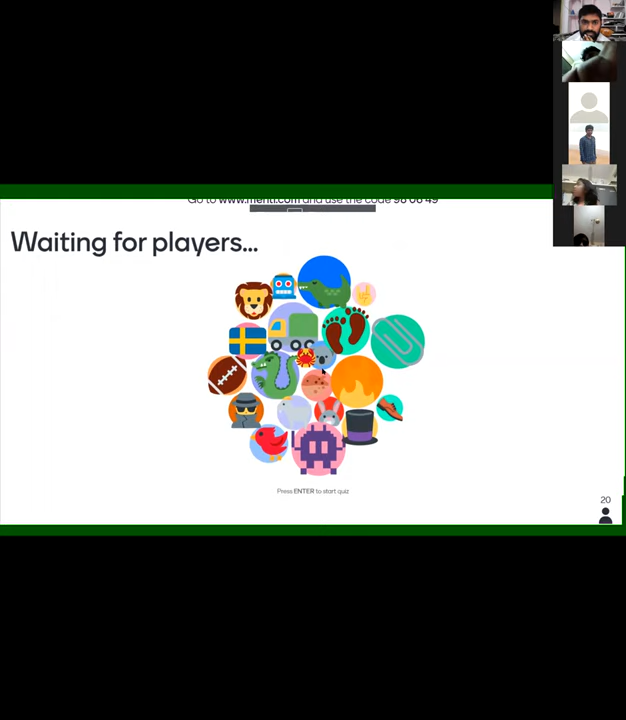 Go to www.menti.com and use the code 98 06 49
Waiting for players...
Press ENTER to start quiz
20